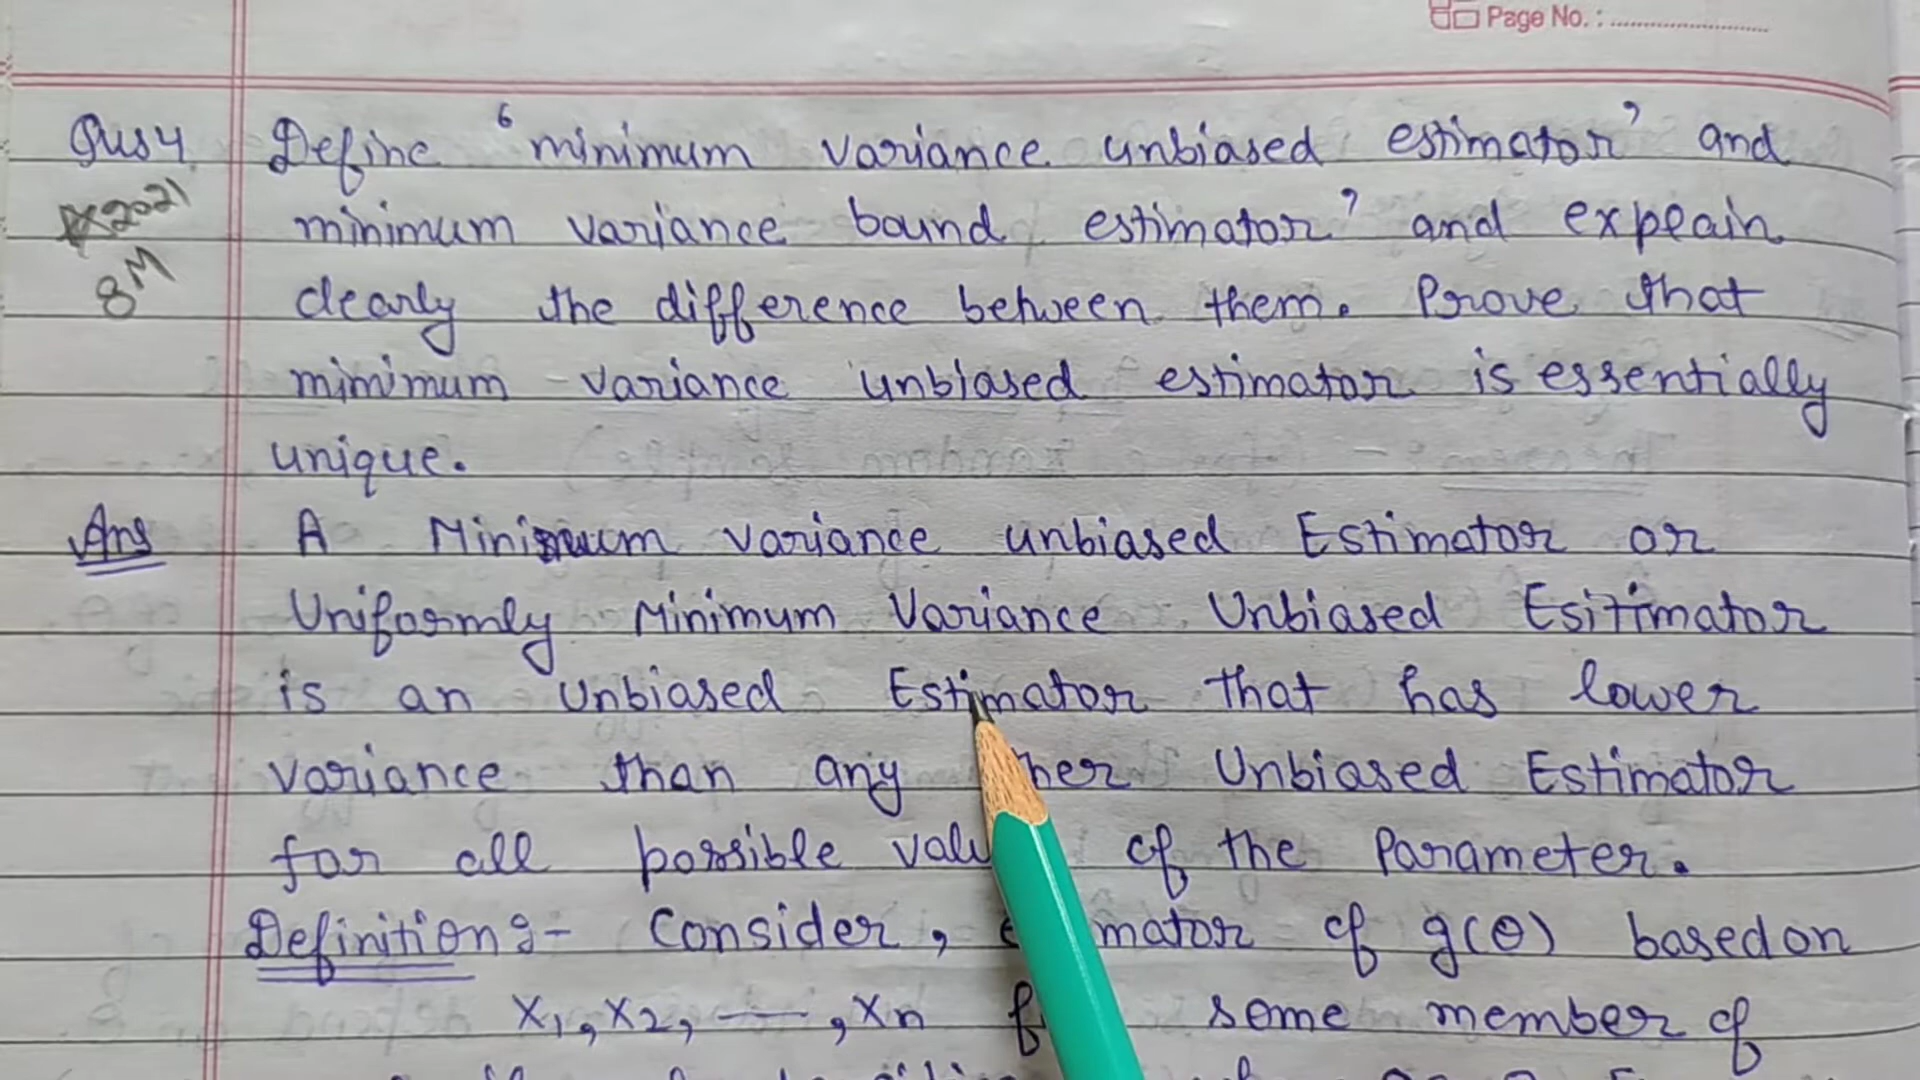 Page No. :
Qus 4 Define 'minimum variance unbiased estimator' and
2021 minimum variance bound estimator' and expeain
8M clearly the difference between them. Prove that
mimimum variance unbiased estimator is essentially
unique.
Ans A Minimum variance unbiased Estimator or
Uniformly Minimum Variance Unbiased Esitimator
is an Unbiased Estimator that has lower
variance than any Unbiased Estimator
for all possible of the Parameter.
Definition :- Consider, of g(θ) based on
X1, X2, —, Xn some member of